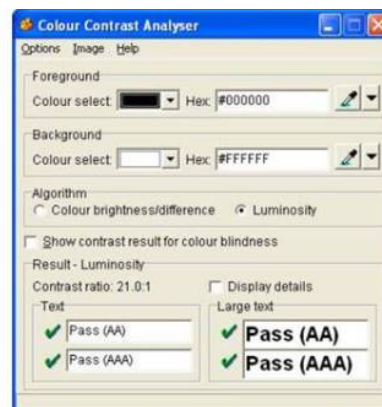 Colour Contrast Analyser
Options Image Help
Foreground
Colour select: Hex: #000000
Background
Colour select: Hex: #FFFFFF
Algorithm
Colour brightness/difference Luminosity
Show contrast result for colour blindness
Result - Luminosity
Contrast ratio: 21.0:1 Display details
Text Large text
Pass (AA) Pass (AA)
Pass (AAA) Pass (AAA)